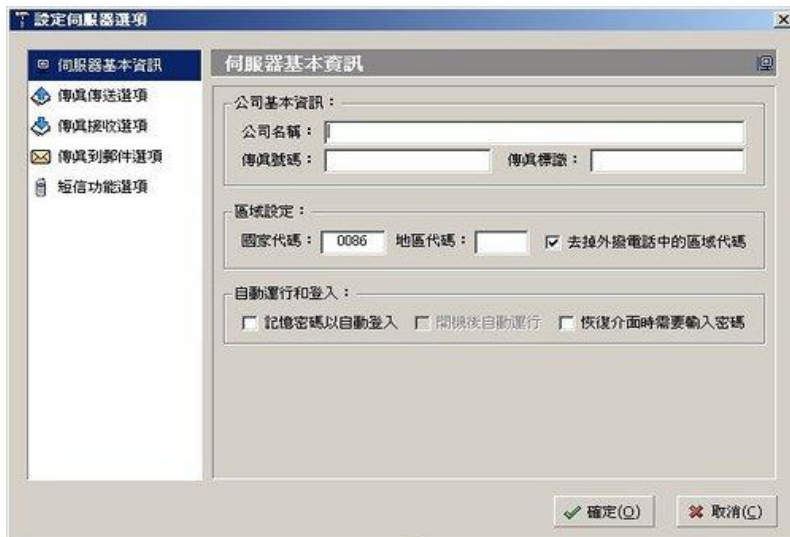 設定伺服器選項
伺服器基本資訊
傳真傳送選項
傳真接收選項
傳真到郵件選項
短信功能選項
伺服器基本資訊
公司基本資訊：
公司名稱：
傳真號碼： 傳真標識：
區域設定：
國家代碼： 0086 地區代碼： 去掉外撥電話中的區域代碼
自動運行和登入：
記憶密碼以自動登入 開機後自動運行 恢復介面時需要輸入密碼
確定(O) 取消(C)